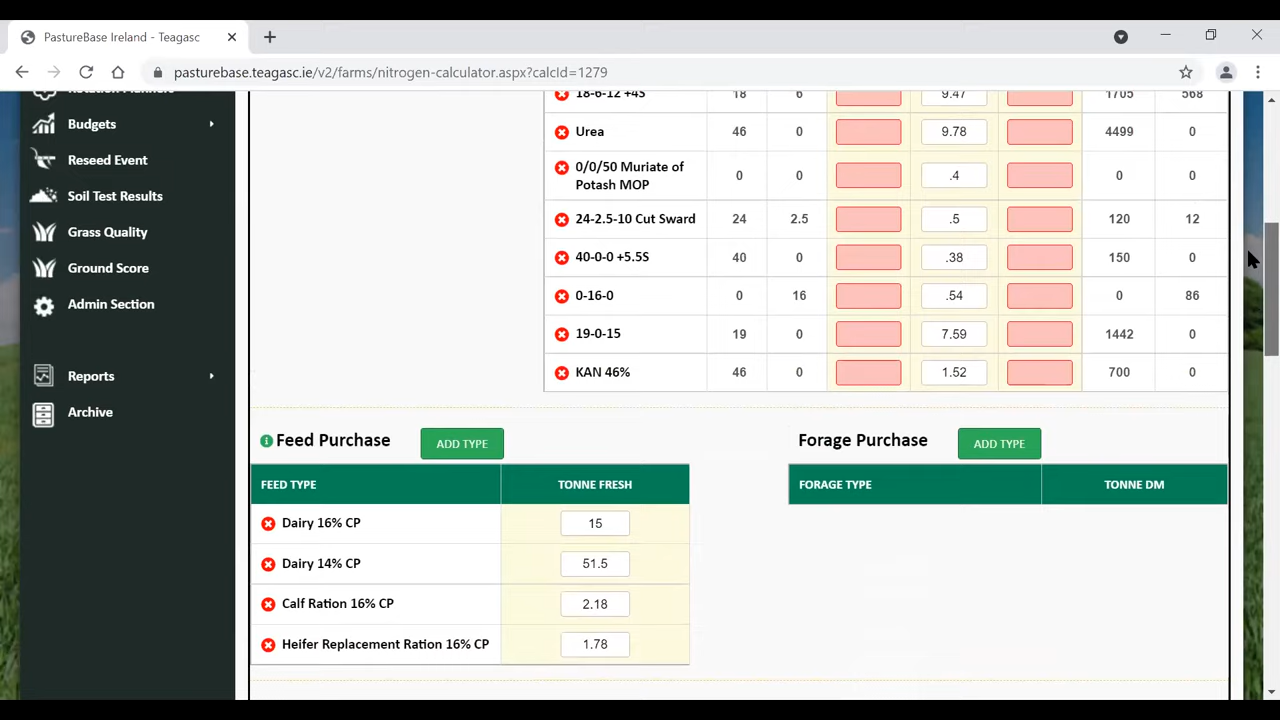 PastureBase Ireland - Teagasc
pasturebase.teagasc.ie/v2/farms/nitrogen-calculator.aspx?calcId=1279
Rotation Planners
Budgets
Reseed Event
Soil Test Results
Grass Quality
Ground Score
Admin Section
Reports
Archive
18-6-12 +4S 18 6 9.47 1705 568
Urea 46 0 9.78 4499 0
0/0/50 Muriate of
Potash MOP 0 0 .4 0 0
24-2.5-10 Cut Sward 24 2.5 .5 120 12
40-0-0 +5.5S 40 0 .38 150 0
0-16-0 0 16 .54 0 86
19-0-15 19 0 7.59 1442 0
KAN 46% 46 0 1.52 700 0
Feed Purchase ADD TYPE
FEED TYPE TONNE FRESH
Dairy 16% CP 15
Dairy 14% CP 51.5
Calf Ration 16% CP 2.18
Heifer Replacement Ration 16% CP 1.78
Forage Purchase ADD TYPE
FORAGE TYPE TONNE DM